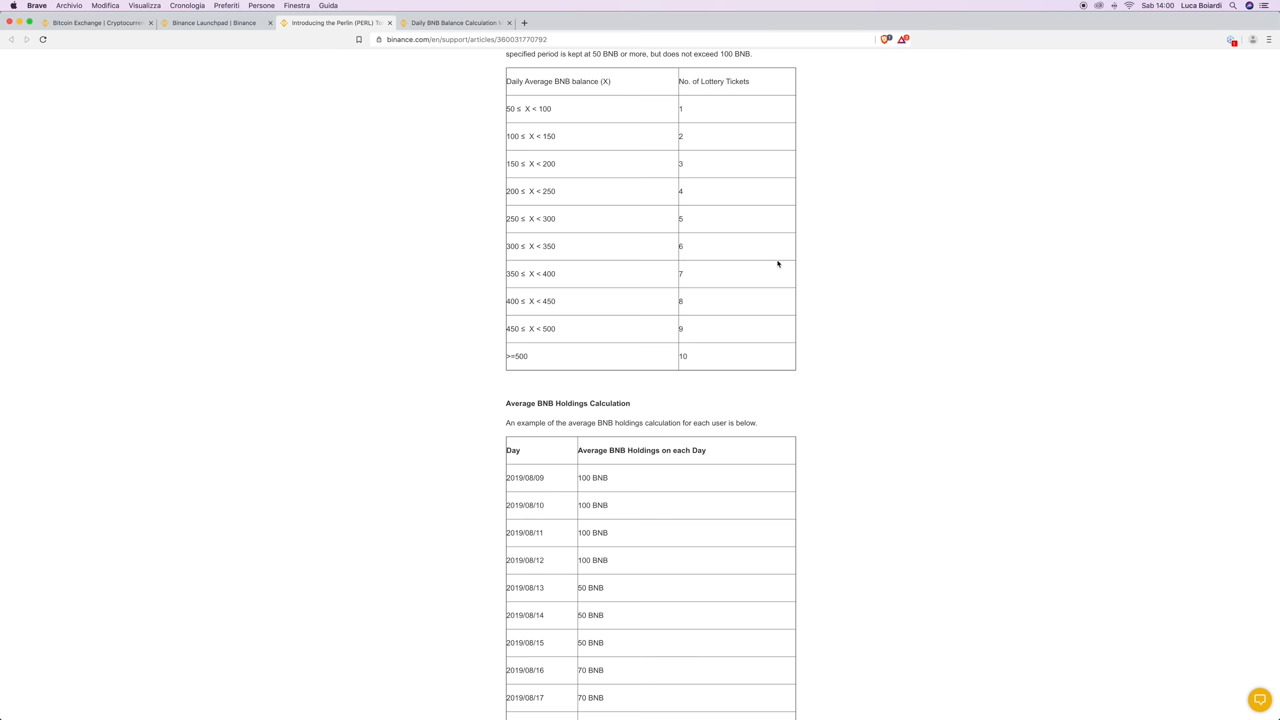 Brave Archivio Modifica Visualizza Cronologia Preferiti Persone Finestra Guida Sab 14:00 Luca Boiardi
Bitcoin Exchange | Cryptocurren Binance Launchpad | Binance Introducing the Perlin (PERL) To Daily BNB Balance Calculation
binance.com/en/support/articles/360031770792
specified period is kept at 50 BNB or more, but does not exceed 100 BNB.
Daily Average BNB balance (X) No. of Lottery Tickets
50 ≤ X < 100 1
100 ≤ X < 150 2
150 ≤ X < 200 3
200 ≤ X < 250 4
250 ≤ X < 300 5
300 ≤ X < 350 6
350 ≤ X < 400 7
400 ≤ X < 450 8
450 ≤ X < 500 9
>=500 10
Average BNB Holdings Calculation
An example of the average BNB holdings calculation for each user is below.
Day Average BNB Holdings on each Day
2019/08/09 100 BNB
2019/08/10 100 BNB
2019/08/11 100 BNB
2019/08/12 100 BNB
2019/08/13 50 BNB
2019/08/14 50 BNB
2019/08/15 50 BNB
2019/08/16 70 BNB
2019/08/17 70 BNB